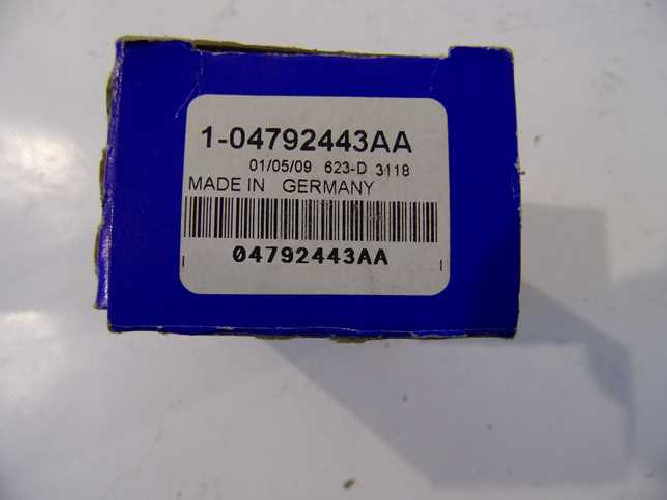 1-04792443AA
01/05/09 623-D 3118
MADE IN GERMANY
04792443AA